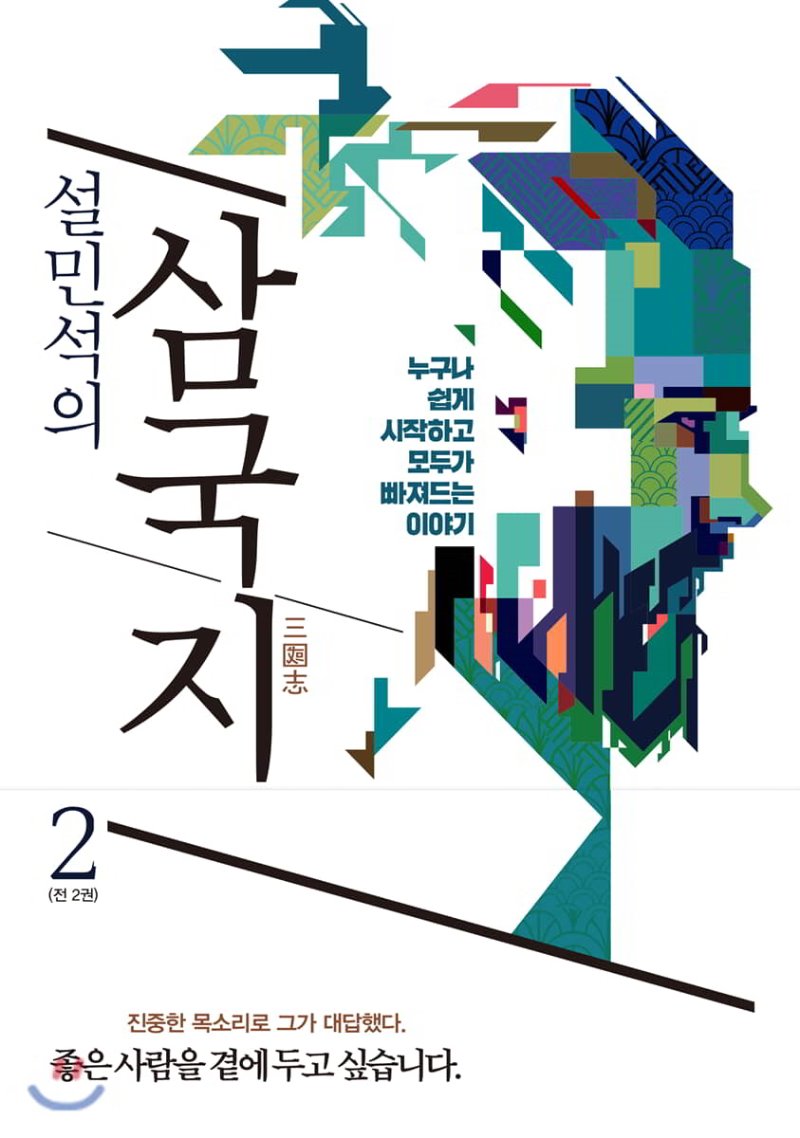 설민석의
삼국지
三國志
누구나
쉽게
시작하고
모두가
빠져드는
이야기
2
(전 2권)
진중한 목소리로 그가 대답했다.
좋은 사람을 곁에 두고 싶습니다.